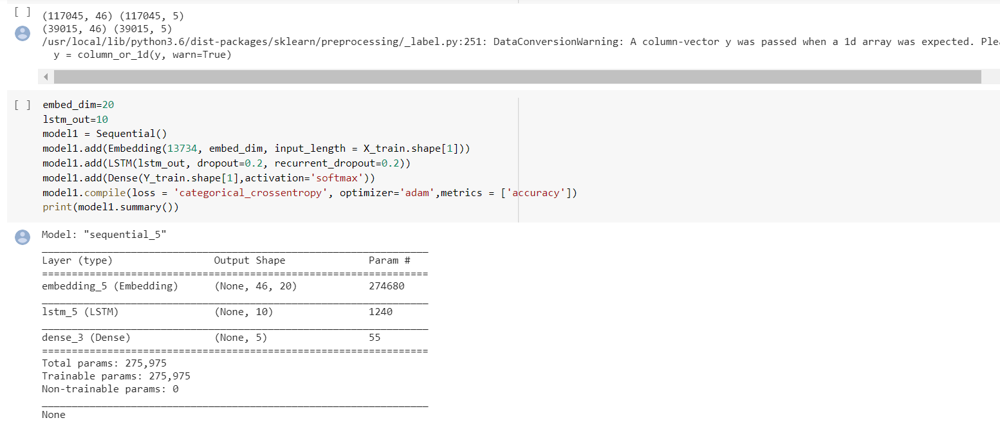 [ ]
(117045, 46) (117045, 5)
(39015, 46) (39015, 5)
/usr/local/lib/python3.6/dist-packages/sklearn/preprocessing/_label.py:251: DataConversionWarning: A column-vector y was passed when a 1d array was expected.
  y = column_or_1d(y, warn=True)
[ ] embed_dim=20
lstm_out=10
model1 = Sequential()
model1.add(Embedding(13734, embed_dim, input_length = X_train.shape[1]))
model1.add(LSTM(lstm_out, dropout=0.2, recurrent_dropout=0.2))
model1.add(Dense(Y_train.shape[1],activation='softmax'))
model1.compile(loss = 'categorical_crossentropy', optimizer='adam',metrics = ['accuracy'])
print(model1.summary())
Model: "sequential_5"
_________________________________________________________________
Layer (type)                 Output Shape              Param #
=================================================================
embedding_5 (Embedding)      (None, 46, 20)            274680
_________________________________________________________________
lstm_5 (LSTM)                (None, 10)                1240
_________________________________________________________________
dense_3 (Dense)              (None, 5)                 55
=================================================================
Total params: 275,975
Trainable params: 275,975
Non-trainable params: 0
_________________________________________________________________
None